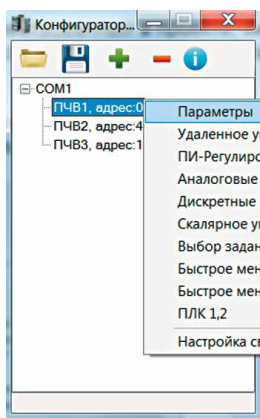 Конфигуратор...
COM1
ПЧВ1, адрес:0
ПЧВ2, адрес:4
ПЧВ3, адрес:1
Параметры
Удаленное у
ПИ-Регулиро
Аналоговые
Дискретные
Скалярное у
Выбор задан
Быстрое мен
Быстрое мен
ПЛК 1,2
Настройка св